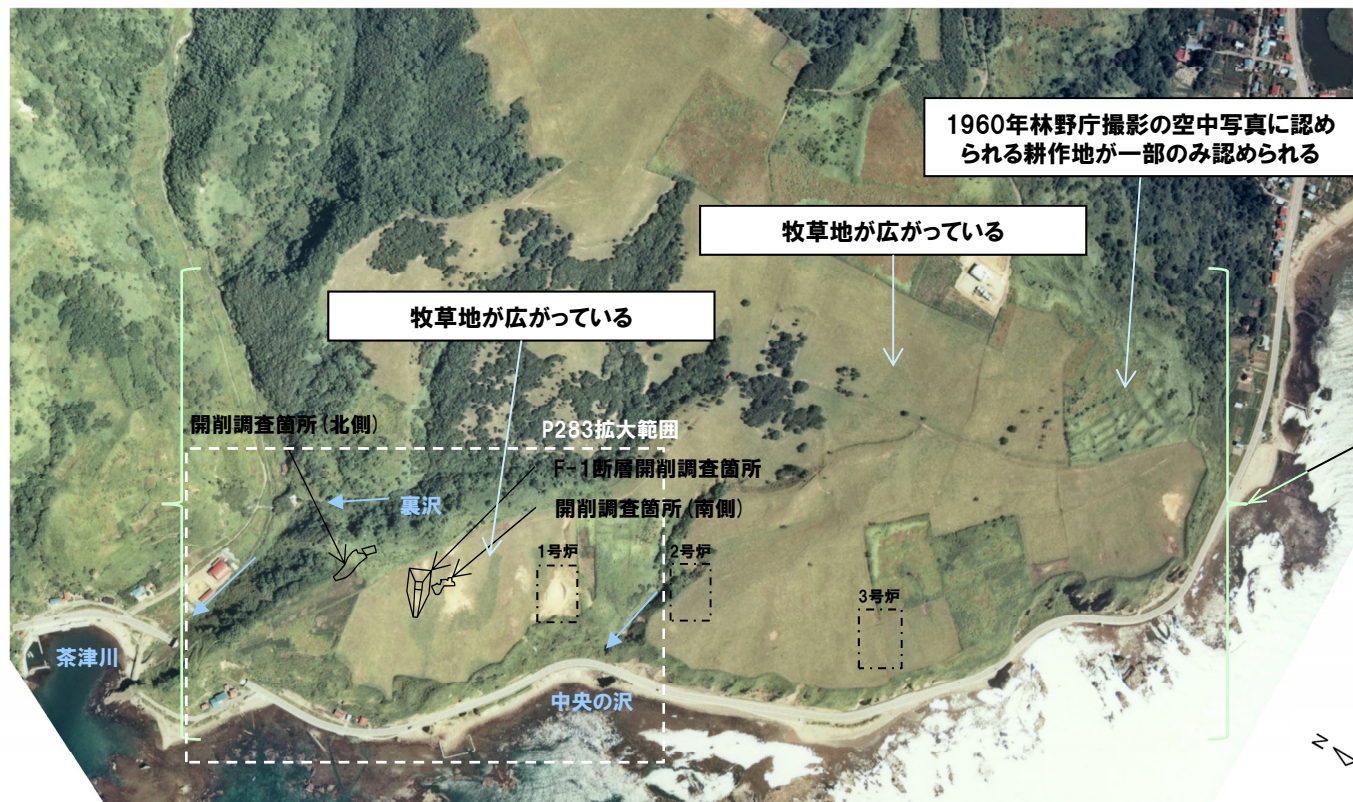 1960年林野庁撮影の空中写真に認め
られる耕作地が一部のみ認められる
牧草地が広がっている
牧草地が広がっている
開削調査箇所(北側)
P283拡大範囲
F-1断層開削調査箇所
裏沢
開削調査箇所(南側)
1号炉
2号炉
3号炉
茶津川
中央の沢
N